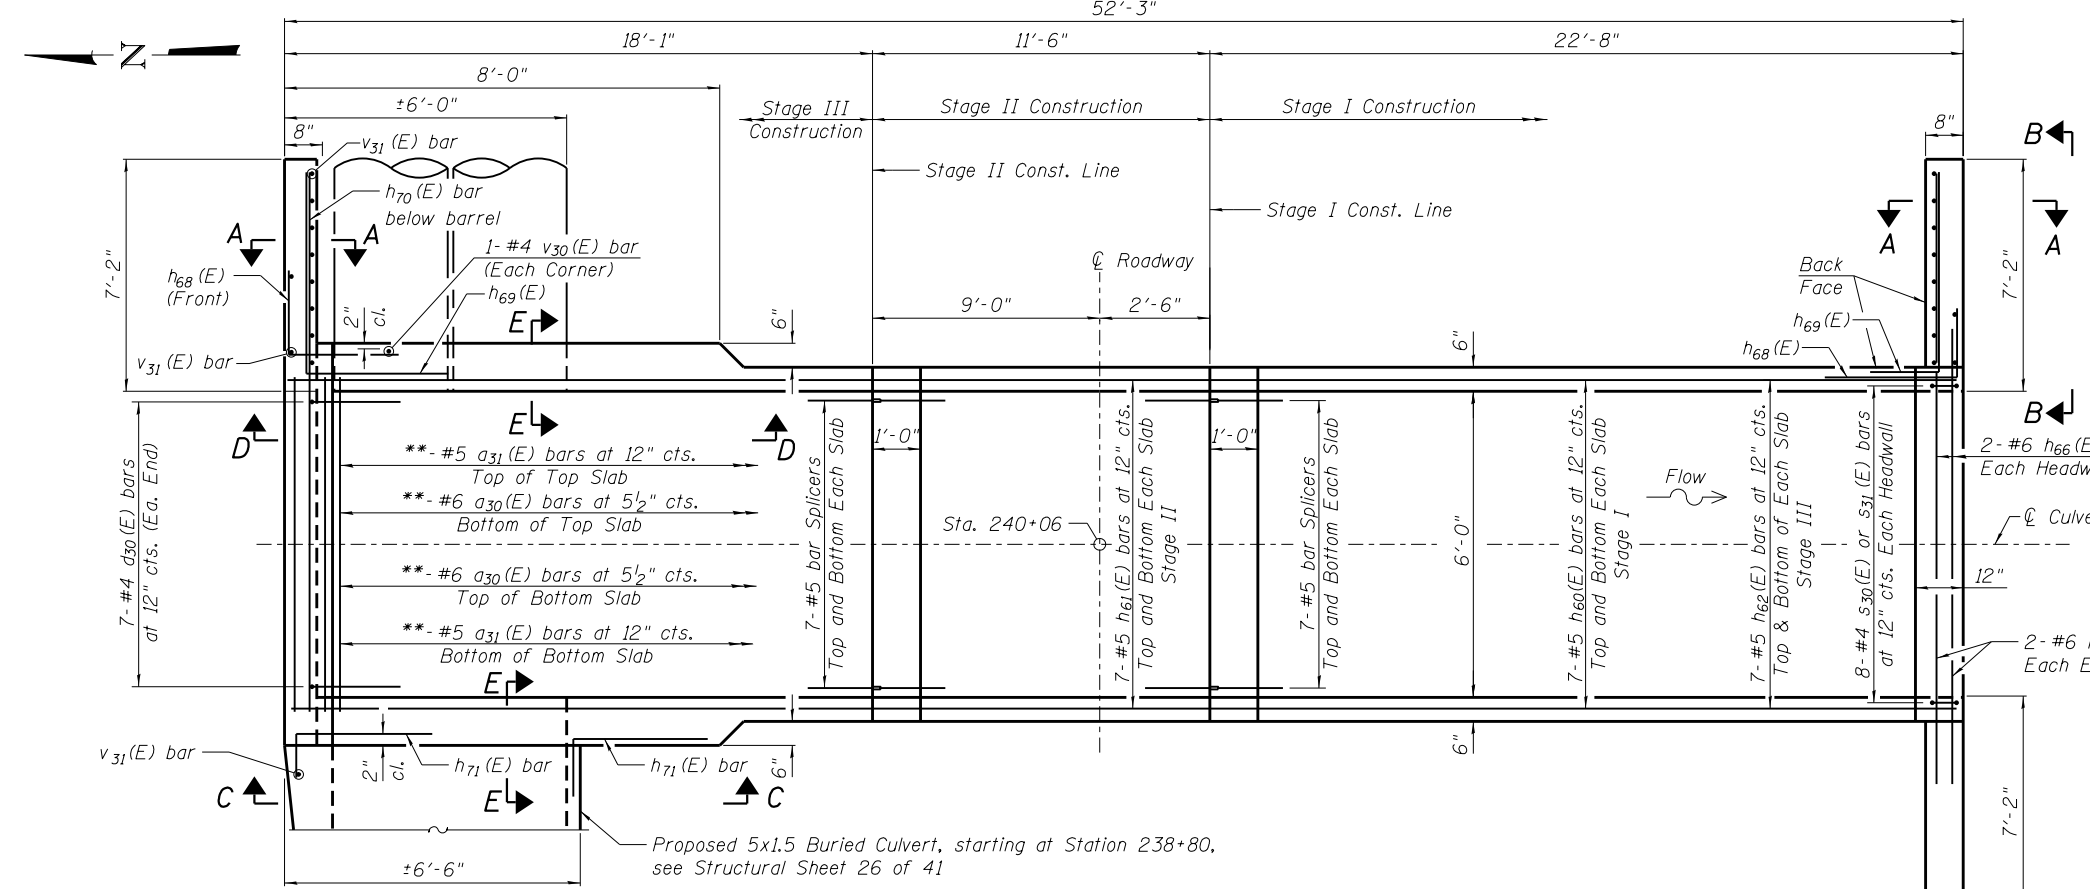 52'-3"
18'-1"
11'-6"
22'-8"
N
8'-0"
±6'-0"
8"
Stage III
Construction
Stage II Construction
Stage I Construction
8"
B
v31 (E) bar
h70 (E) bar
below barrel
Stage II Const. Line
Stage I Const. Line
A
A
A
A
1- #4 v30 (E) bar
(Each Corner)
h69 (E)
h68 (E)
(Front)
7'-2"
2"
cl.
E
6"
℄ Roadway
9'-0"
2'-6"
Back
Face
h69 (E)
h68 (E)
6"
7'-2"
v31 (E) bar
D
E
D
B
1'-0"
1'-0"
7- #4 d30(E) bars
at 12" cts. (Ea. End)
**- #5 a31 (E) bars at 12" cts.
Top of Top Slab
**- #6 a30 (E) bars at 5½" cts.
Bottom of Top Slab
**- #6 a30 (E) bars at 5½" cts.
Top of Bottom Slab
**- #5 a31 (E) bars at 12" cts.
Bottom of Bottom Slab
7- #5 bar Splicers
Top and Bottom Each Slab
Sta. 240+06
7- #5 h61 (E) bars at 12" cts.
Top and Bottom Each Slab
Stage II
7- #5 bar Splicers
Top and Bottom Each Slab
6'-0"
7- #5 h60 (E) bars at 12" cts.
Top and Bottom Each Slab
Stage I
Flow
7- #5 h62 (E) bars at 12" cts.
Top & Bottom of Each Slab
Stage III
8- #4 s30 (E) or s31 (E) bars
at 12" cts. Each Headwall
2- #6 h66 (E
Each Headw
℄ Culve
12"
2- #6
Each E
E
v31 (E) bar
2"
cl.
h71 (E) bar
h71 (E) bar
6"
6"
C
E
C
7'-2"
Proposed 5x1.5 Buried Culvert, starting at Station 238+80,
see Structural Sheet 26 of 41
±6'-6"